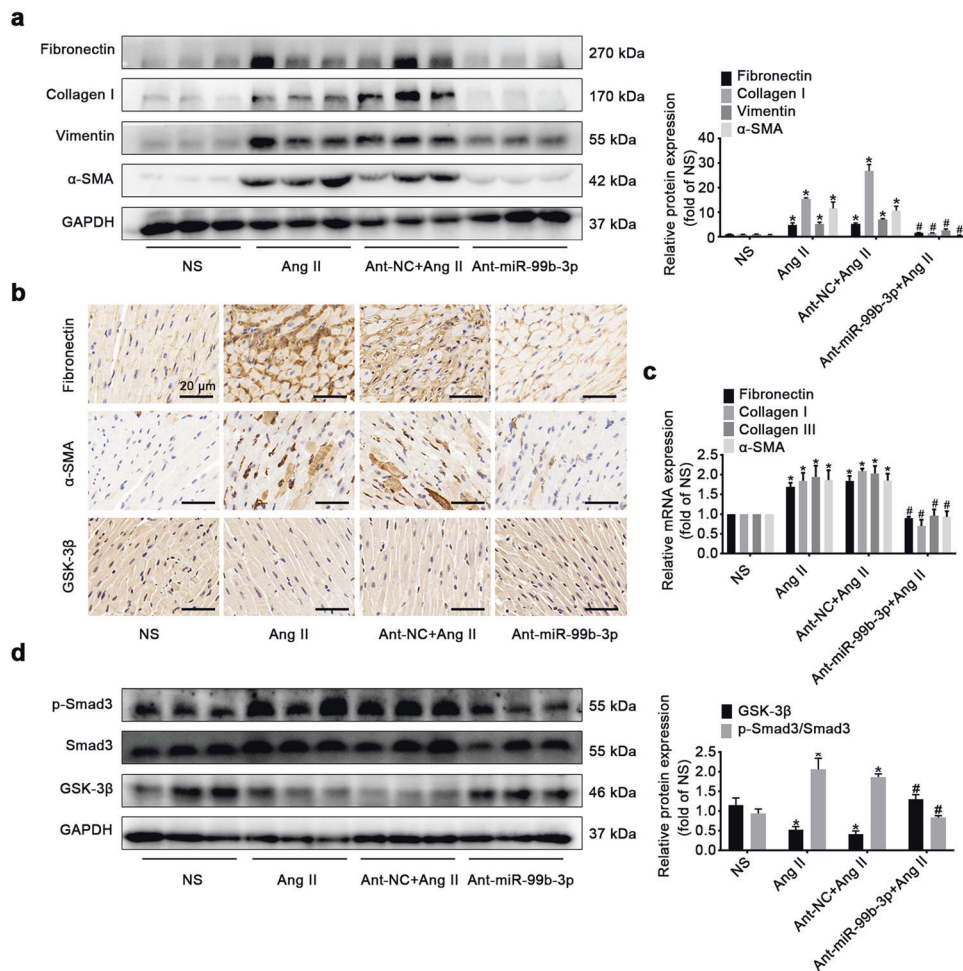 a
Fibronectin
270 kDa
Collagen I
170 kDa
Vimentin
55 kDa
α-SMA
42 kDa
GAPDH
37 kDa
NS
Ang II
Ant-NC+Ang II
Ant-miR-99b-3p
Fibronectin
Collagen I
Vimentin
α-SMA
Relative protein expression
(fold of NS)
40
30
20
10
0
* * * *
* * * *
# # # #
NS
Ang II
Ant-NC+Ang II
Ant-miR-99b-3p+Ang II
b
Fibronectin
20 μm
α-SMA
GSK-3β
NS
Ang II
Ant-NC+Ang II
Ant-miR-99b-3p
c
Fibronectin
Collagen I
Collagen III
α-SMA
Relative mRNA expression
(fold of NS)
2.5
2.0
1.5
1.0
0.5
0.0
* * * *
* * * *
# # # #
NS
Ang II
Ant-NC+Ang II
Ant-miR-99b-3p+Ang II
d
p-Smad3
55 kDa
Smad3
55 kDa
GSK-3β
46 kDa
GAPDH
37 kDa
NS
Ang II
Ant-NC+Ang II
Ant-miR-99b-3p
GSK-3β
p-Smad3/Smad3
Relative protein expression
(fold of NS)
2.5
2.0
1.5
1.0
0.5
0.0
* *
* *
# #
NS
Ang II
Ant-NC+Ang II
Ant-miR-99b-3p+Ang II